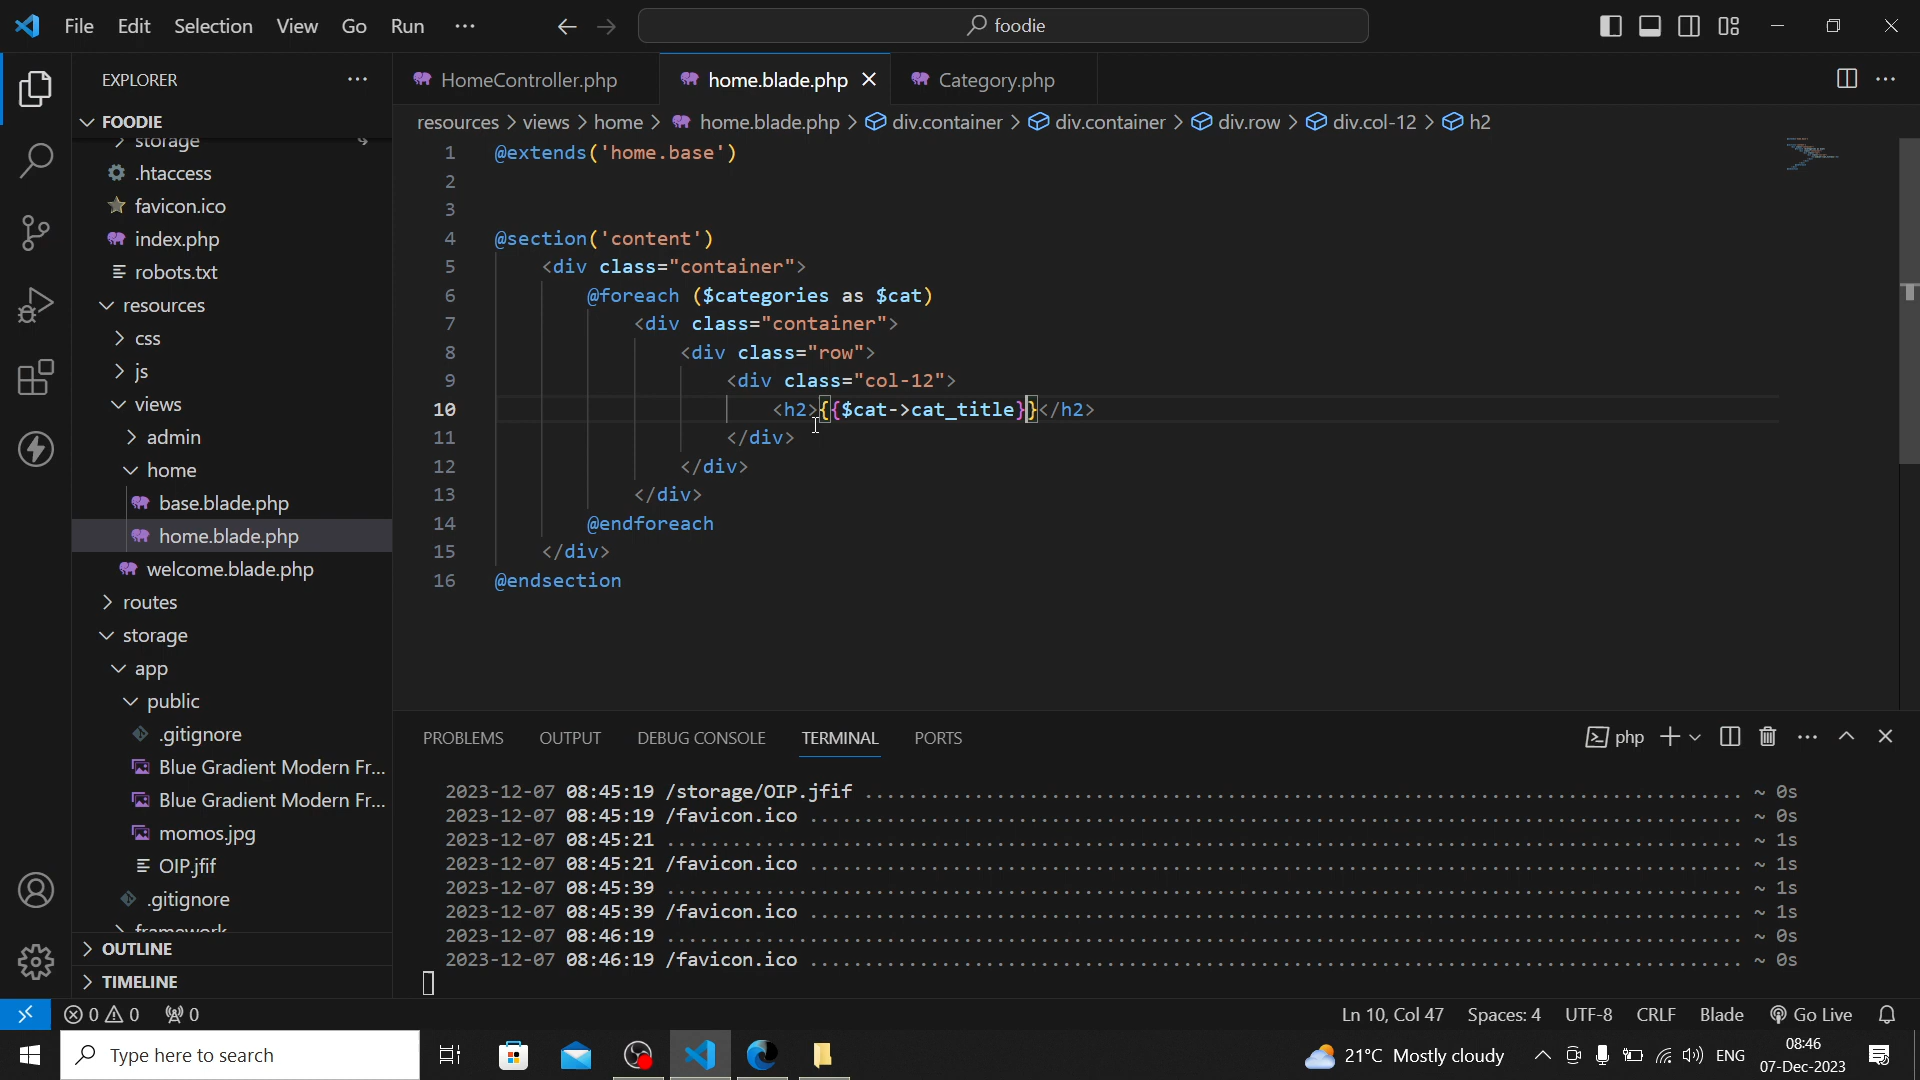 File Edit Selection View Go Run ··· foodie
EXPLORER ···
FOODIE
storage
.htaccess
favicon.ico
index.php
robots.txt
resources
css
js
views
admin
home
base.blade.php
home.blade.php
welcome.blade.php
routes
storage
app
public
.gitignore
Blue Gradient Modern Fr...
Blue Gradient Modern Fr...
momos.jpg
OIP.jfif
.gitignore
framework
OUTLINE
TIMELINE
HomeController.php home.blade.php Category.php
resources > views > home > home.blade.php > div.container > div.container > div.row > div.col-12 > h2
1 @extends('home.base')
2
3
4 @section('content')
5 <div class="container">
6 @foreach ($categories as $cat)
7 <div class="container">
8 <div class="row">
9 <div class="col-12">
10 <h2>{{$cat->cat_title}}</h2>
11 </div>
12 </div>
13 </div>
14 @endforeach
15 </div>
16 @endsection
PROBLEMS OUTPUT DEBUG CONSOLE TERMINAL PORTS php
2023-12-07 08:45:19 /storage/OIP.jfif ........................................ ~ 0s
2023-12-07 08:45:19 /favicon.ico ........................................ ~ 0s
2023-12-07 08:45:21 ........................................ ~ 1s
2023-12-07 08:45:21 /favicon.ico ........................................ ~ 1s
2023-12-07 08:45:39 ........................................ ~ 1s
2023-12-07 08:45:39 /favicon.ico ........................................ ~ 1s
2023-12-07 08:46:19 ........................................ ~ 0s
2023-12-07 08:46:19 /favicon.ico ........................................ ~ 0s
0 0 0 Ln 10, Col 47 Spaces: 4 UTF-8 CRLF Blade Go Live
Type here to search 21°C Mostly cloudy ENG 08:46
07-Dec-2023